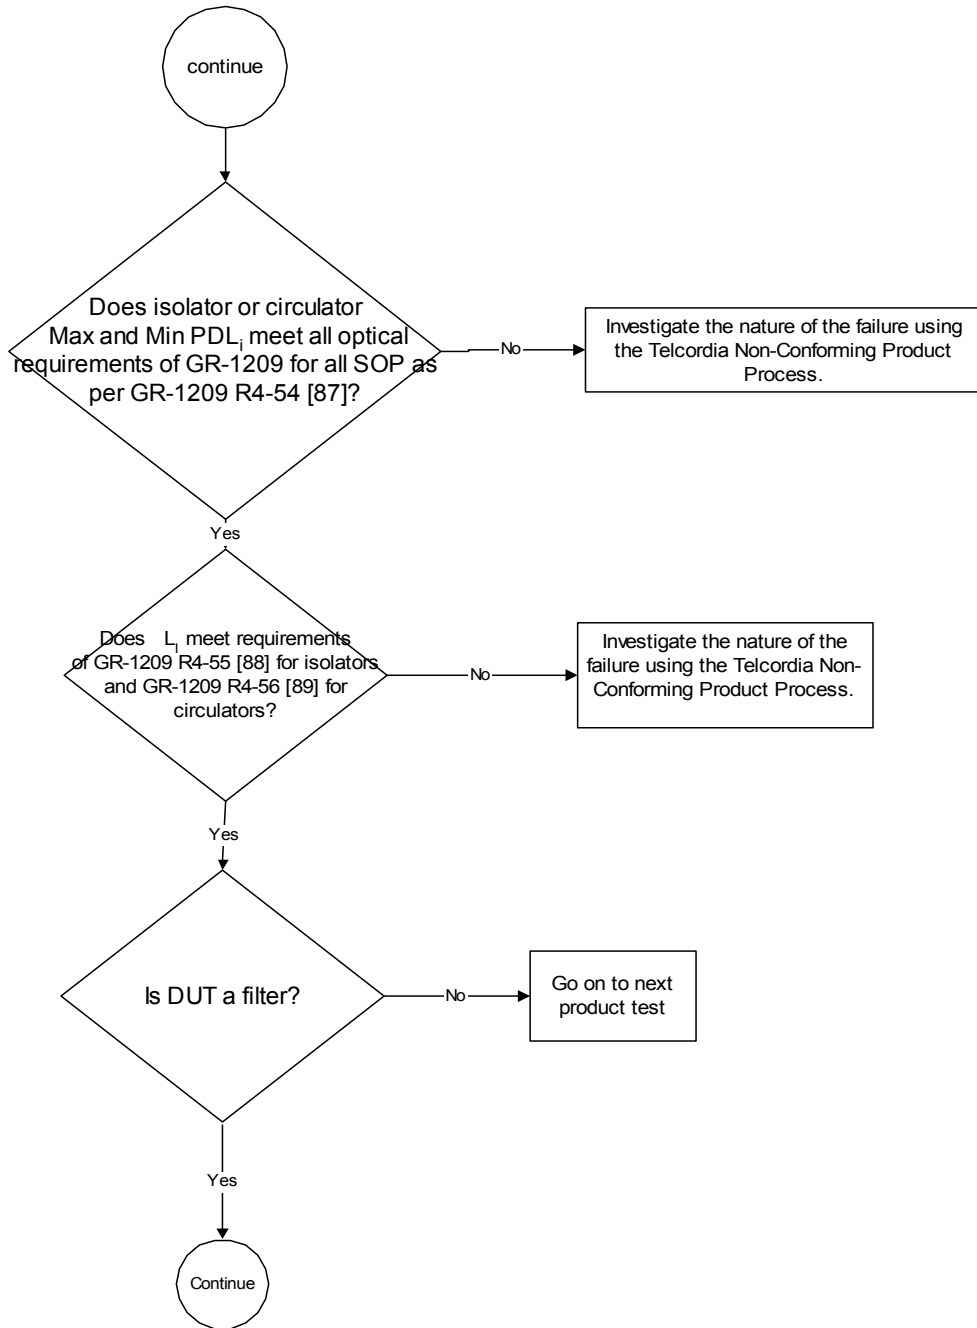 continue
Does isolator or circulator
Max and Min PDLi meet all optical
requirements of GR-1209 for all SOP as
per GR-1209 R4-54 [87]?
No
Investigate the nature of the failure using
the Telcordia Non-Conforming Product
Process.
Yes
Does Li meet requirements
of GR-1209 R4-55 [88] for isolators
and GR-1209 R4-56 [89] for
circulators?
No
Investigate the nature of the
failure using the Telcordia Non-
Conforming Product Process.
Yes
Is DUT a filter?
No
Go on to next
product test
Yes
Continue